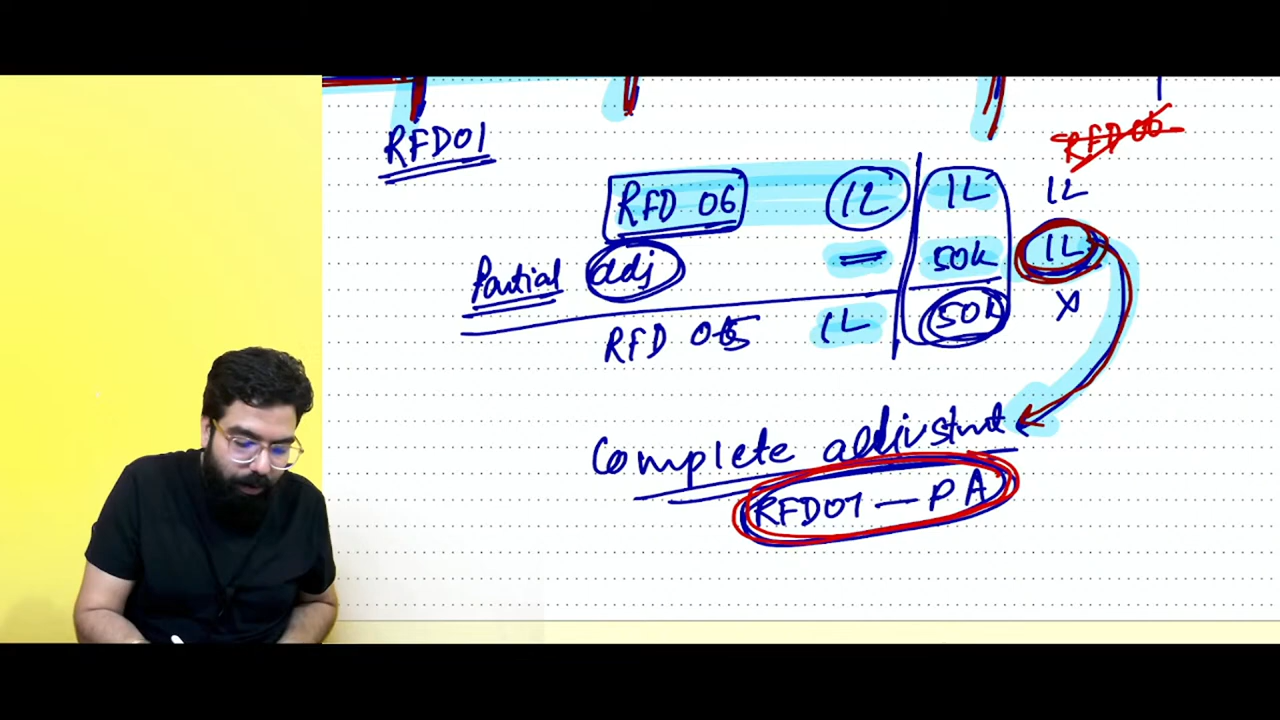 RFD01
RFD 06
RFD 06 1L 1L 1L
Partial adj = 50k 1L
RFD 05 1L 50k X
Complete adjustmt
RFD07 — P A